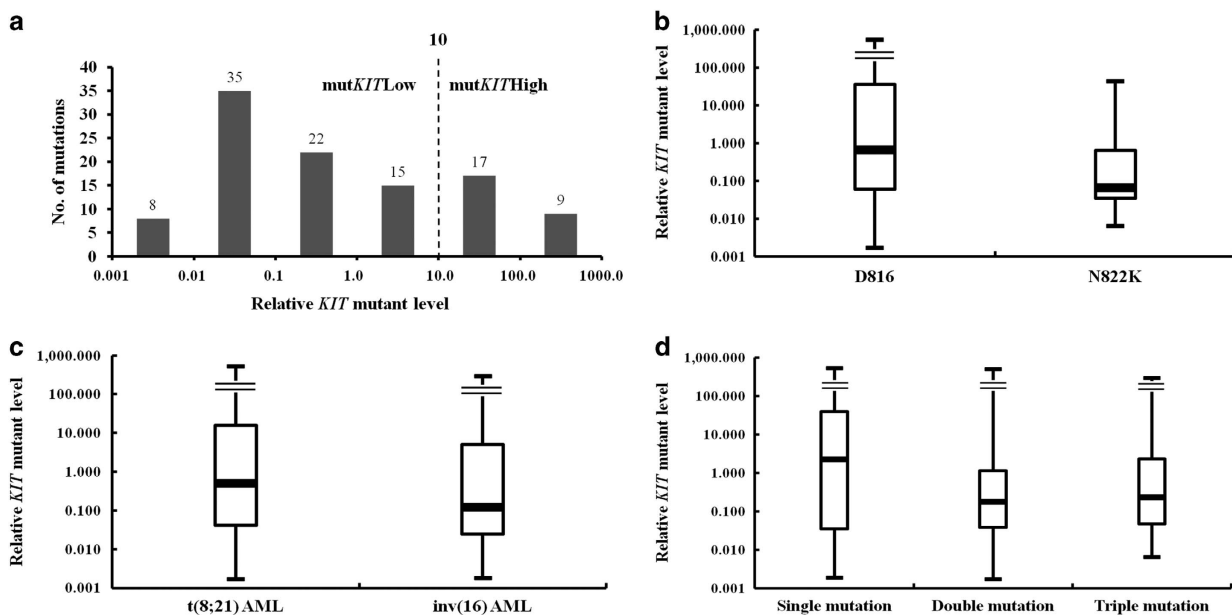 a
10
mutKITLow
mutKITHigh
No. of mutations
40
35
30
25
20
15
10
5
0
8
35
22
15
17
9
0.001
0.01
0.1
1.0
10.0
100.0
1000.0
Relative KIT mutant level
b
Relative KIT mutant level
1,000.000
100.000
10.000
1.000
0.100
0.010
0.001
D816
N822K
c
Relative KIT mutant level
1,000.000
100.000
10.000
1.000
0.100
0.010
0.001
t(8;21) AML
inv(16) AML
d
Relative KIT mutant level
1,000.000
100.000
10.000
1.000
0.100
0.010
0.001
Single mutation
Double mutation
Triple mutation